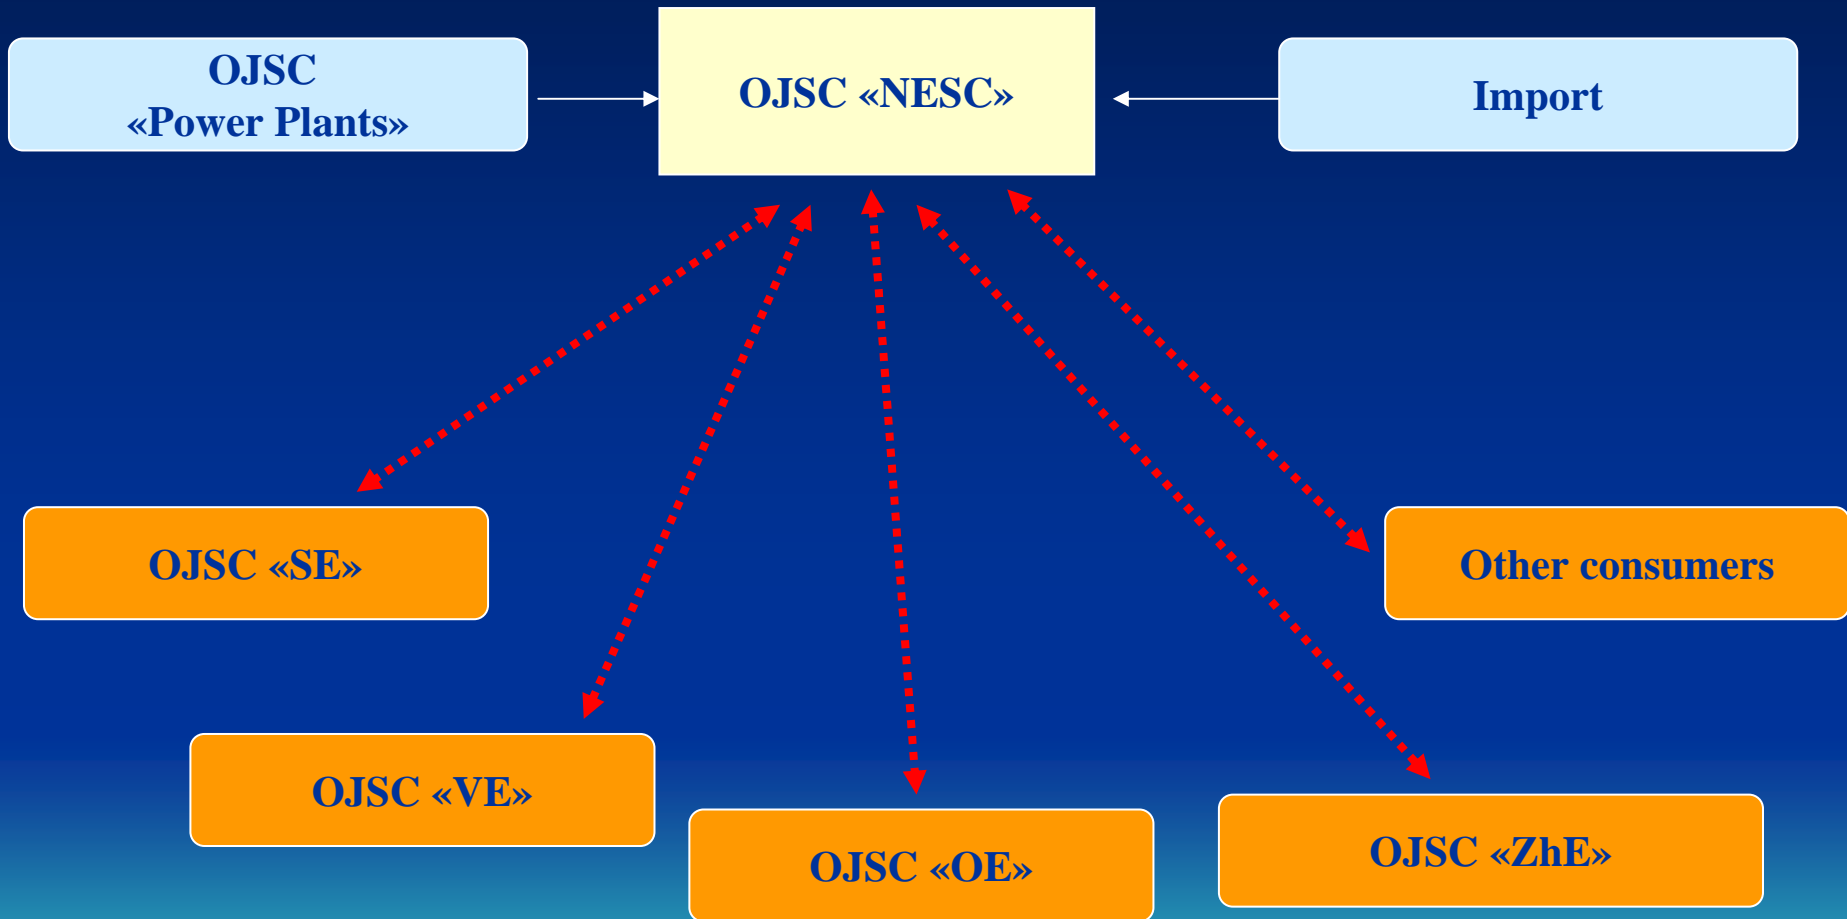 OJSC
«Power Plants»
OJSC «NESC»
Import
OJSC «SE»
Other consumers
OJSC «VE»
OJSC «OE»
OJSC «ZhE»